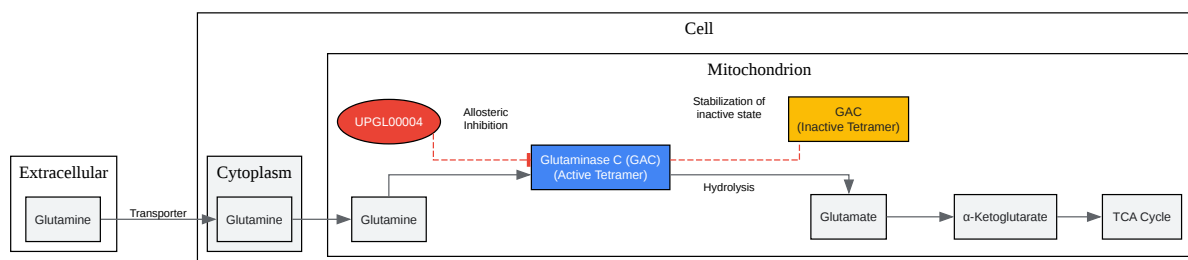 Cell
Mitochondrion
UPGL00004
Allosteric
Inhibition
Stabilization of
inactive state
GAC
(Inactive Tetramer)
Extracellular
Glutamine
Transporter
Cytoplasm
Glutamine
Glutamine
Glutaminase C (GAC)
(Active Tetramer)
Hydrolysis
Glutamate
α-Ketoglutarate
TCA Cycle